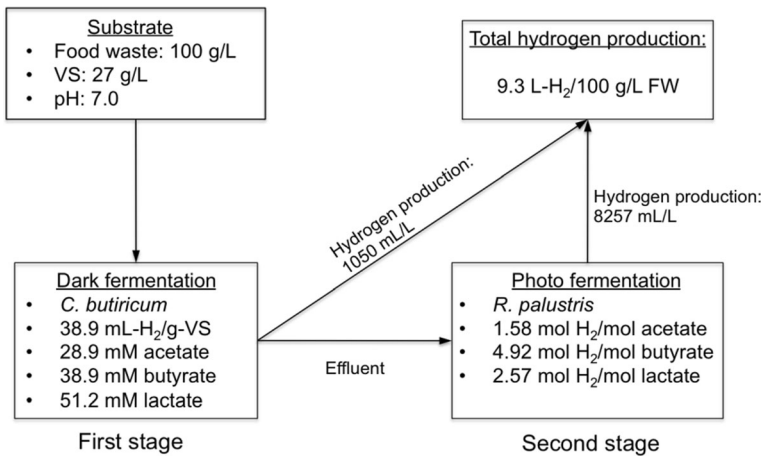 Substrate
• Food waste: 100 g/L
• VS: 27 g/L
• pH: 7.0
Total hydrogen production:
9.3 L-H₂/100 g/L FW
Hydrogen production:
1050 mL/L
Hydrogen production:
8257 mL/L
Dark fermentation
• C. butiricum
• 38.9 mL-H₂/g-VS
• 28.9 mM acetate
• 38.9 mM butyrate
• 51.2 mM lactate
Effluent
Photo fermentation
• R. palustris
• 1.58 mol H₂/mol acetate
• 4.92 mol H₂/mol butyrate
• 2.57 mol H₂/mol lactate
First stage
Second stage